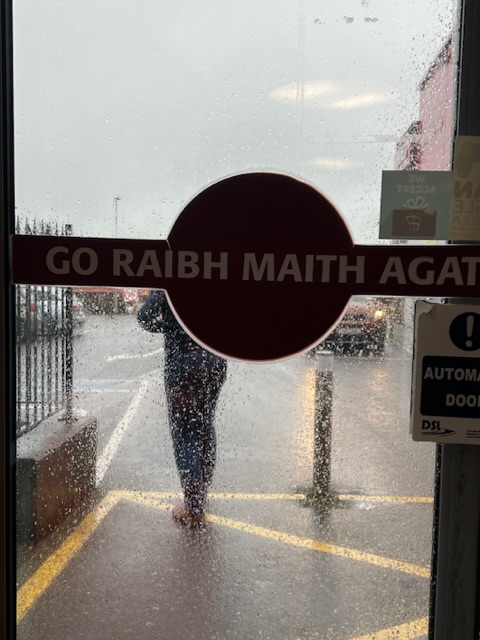 WE
ACCEPT
GO RAIBH MAITH AGAT
!
AUTOMA
DOO
DSL